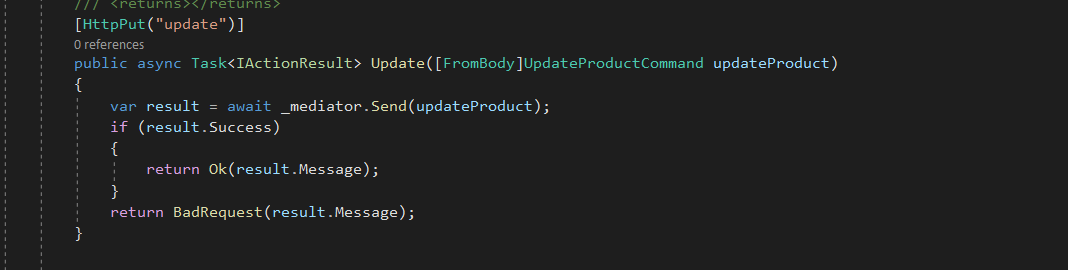 /// <returns></returns>
[HttpPut("update")]
0 references
public async Task<IActionResult> Update([FromBody]UpdateProductCommand updateProduct)
{
var result = await _mediator.Send(updateProduct);
if (result.Success)
{
return Ok(result.Message);
}
return BadRequest(result.Message);
}